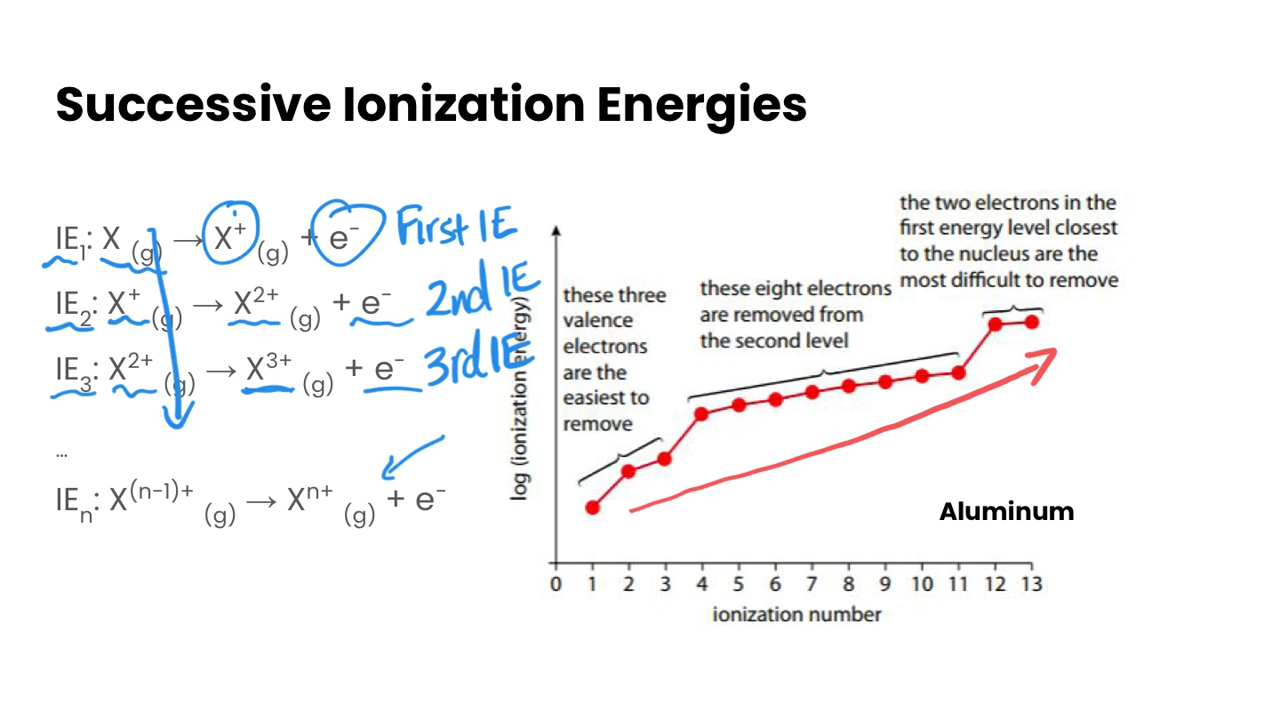 Successive Ionization Energies
IE₁: X (g) → X⁺ (g) + e⁻ First IE
IE₂: X⁺ (g) → X²⁺ (g) + e⁻ 2nd IE
IE₃: X²⁺ (g) → X³⁺ (g) + e⁻ 3rd IE
...
IEₙ: X⁽ⁿ⁻¹⁾⁺ (g) → Xⁿ⁺ (g) + e⁻
log (ionization energy)
these three
valence
electrons
are the
easiest to
remove
these eight electrons
are removed from
the second level
the two electrons in the
first energy level closest
to the nucleus are the
most difficult to remove
Aluminum
0 1 2 3 4 5 6 7 8 9 10 11 12 13
ionization number